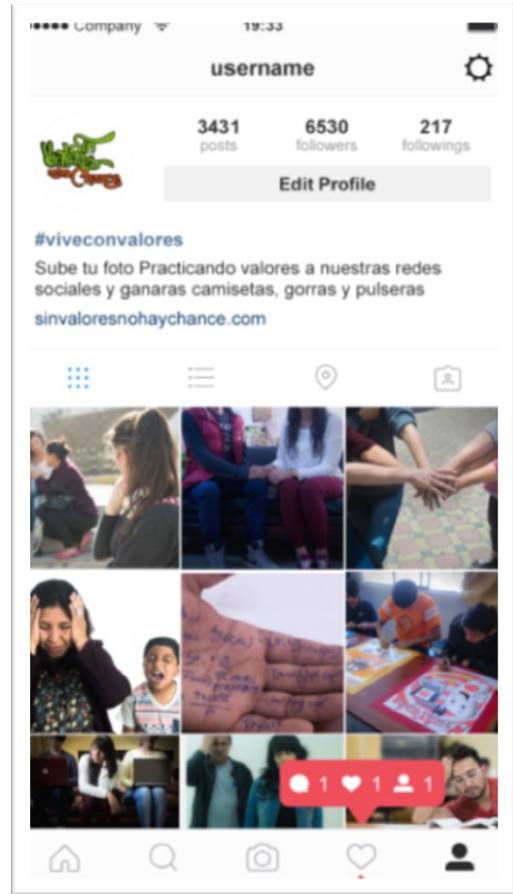 Company 19:33
username
3431 6530 217
posts followers followings
Edit Profile
#viveconvalores
Sube tu foto Practicando valores a nuestras redes
sociales y ganaras camisetas, gorras y pulseras
sinvaloresnohaychance.com
1 1 1